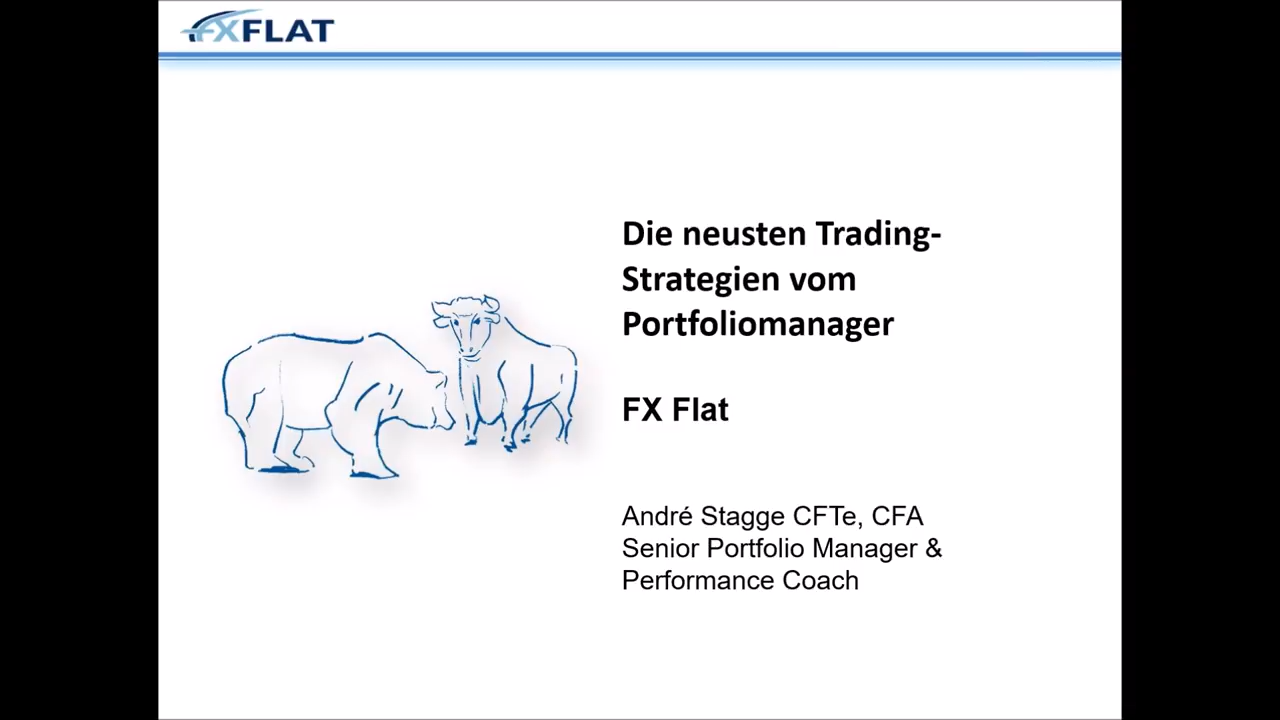 FXFLAT
Die neusten Trading-
Strategien vom
Portfoliomanager
FX Flat
André Stagge CFTe, CFA
Senior Portfolio Manager &
Performance Coach